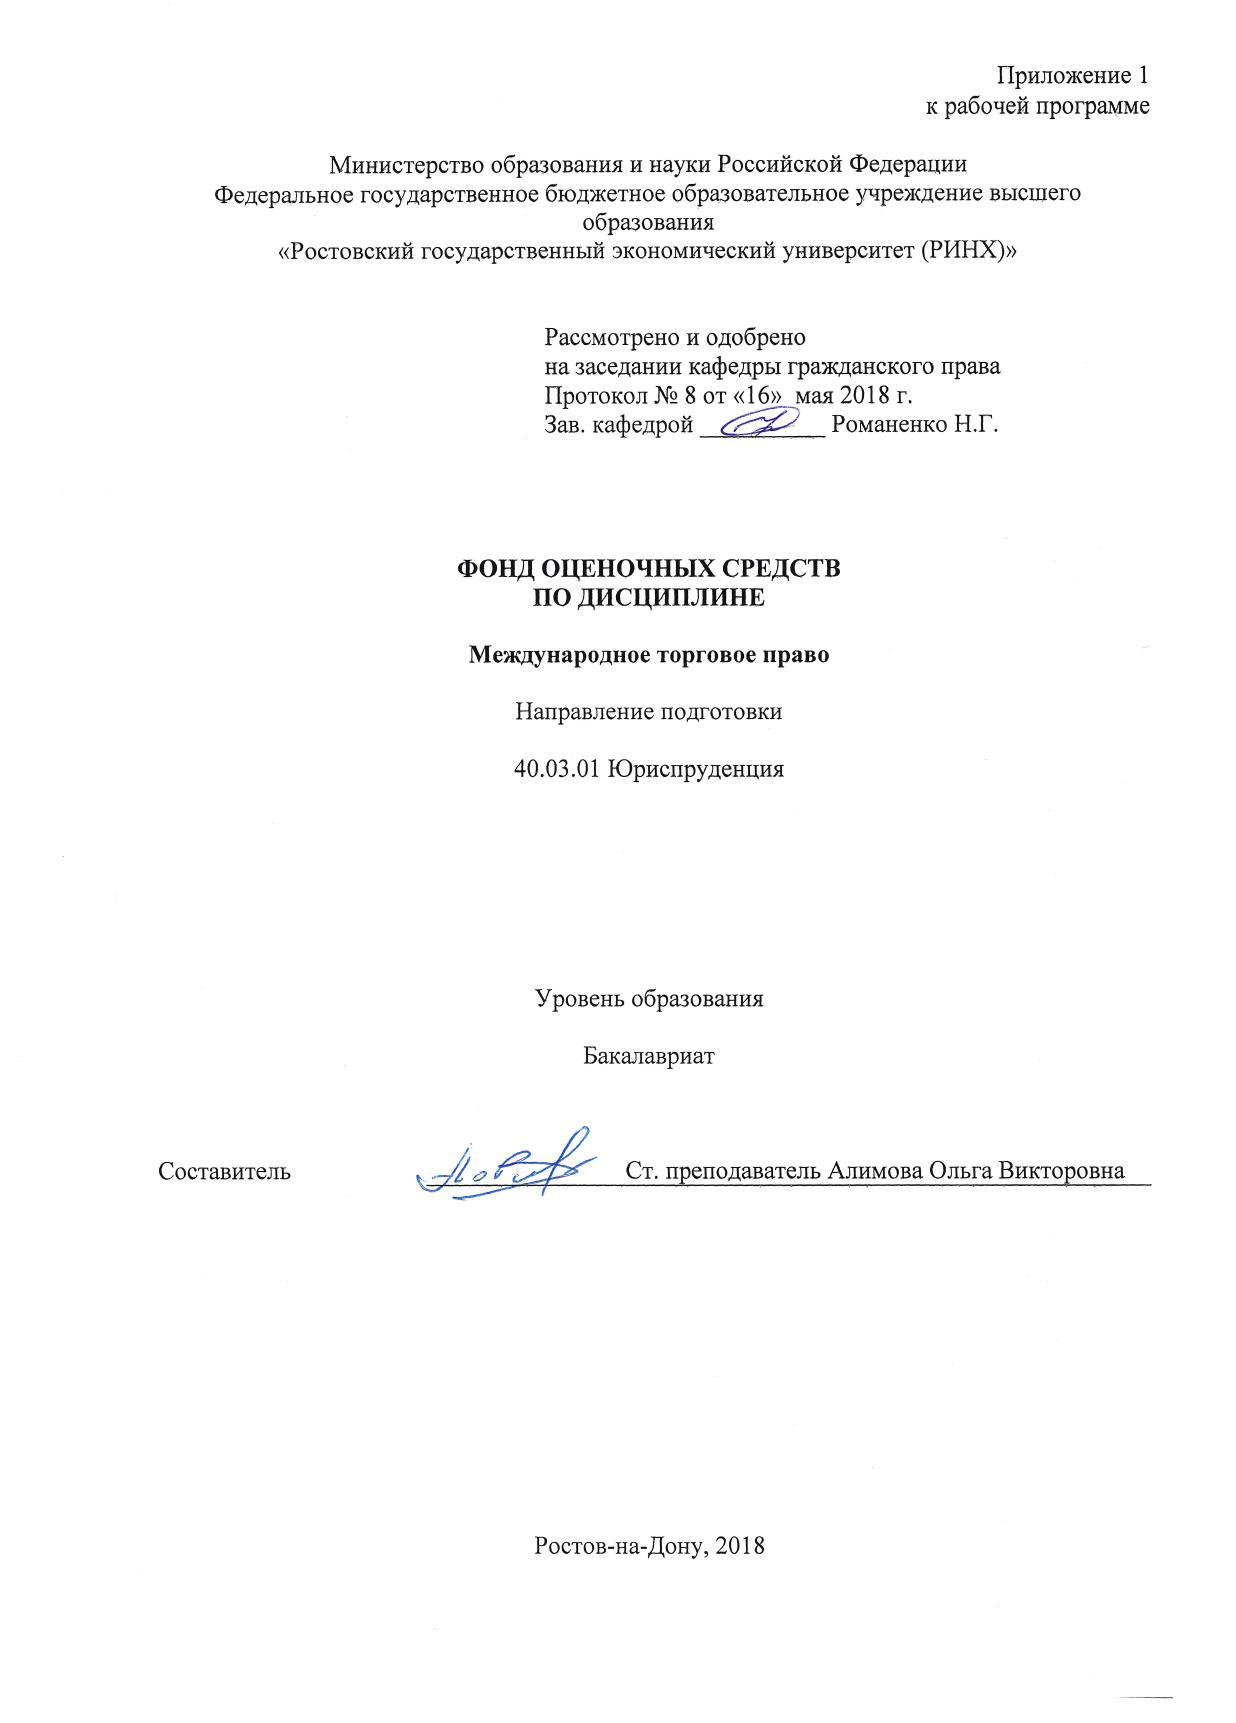 Приложение 1
к рабочей программе
Министерство образования и науки Российской Федерации
Федеральное государственное бюджетное образовательное учреждение высшего
образования
«Ростовский государственный экономический университет (РИНХ)»
Рассмотрено и одобрено
на заседании кафедры гражданского права
Протокол № 8 от «16» мая 2018 г.
Зав. кафедрой __________ Романенко Н.Г.
ФОНД ОЦЕНОЧНЫХ СРЕДСТВ
ПО ДИСЦИПЛИНЕ
Международное торговое право
Направление подготовки
40.03.01 Юриспруденция
Уровень образования
Бакалавриат
Составитель Ст. преподаватель Алимова Ольга Викторовна
Ростов-на-Дону, 2018